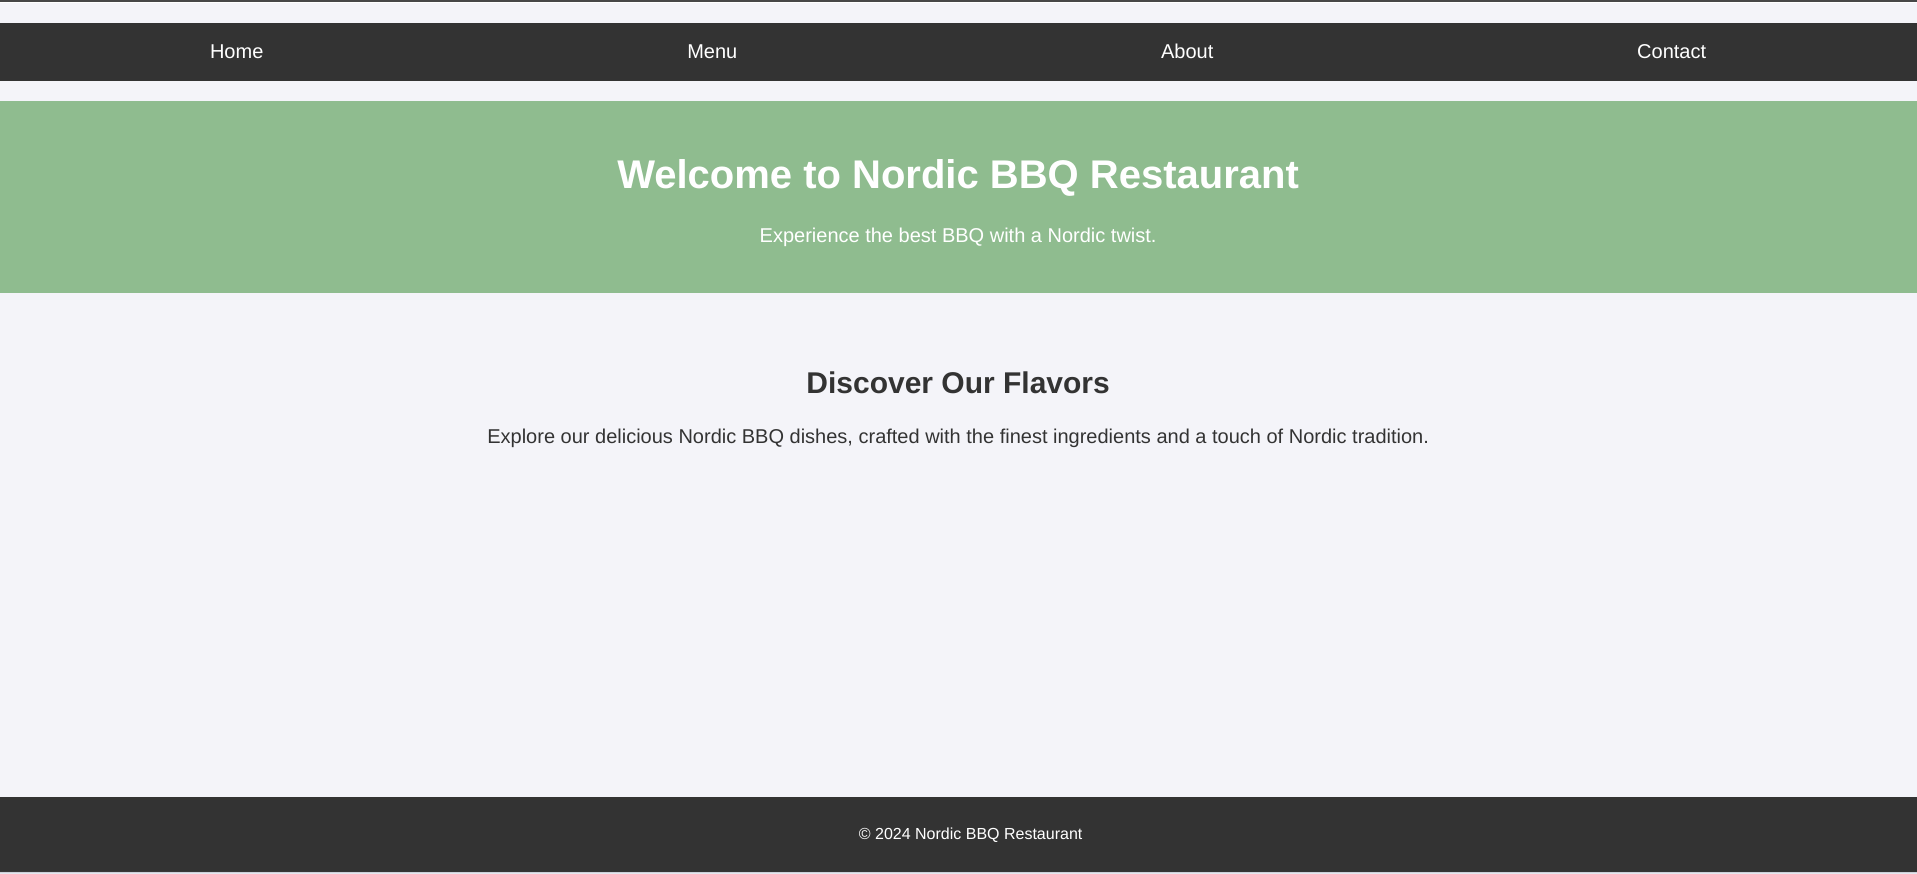 Home Menu About Contact
Welcome to Nordic BBQ Restaurant
Experience the best BBQ with a Nordic twist.
Discover Our Flavors
Explore our delicious Nordic BBQ dishes, crafted with the finest ingredients and a touch of Nordic tradition.
© 2024 Nordic BBQ Restaurant